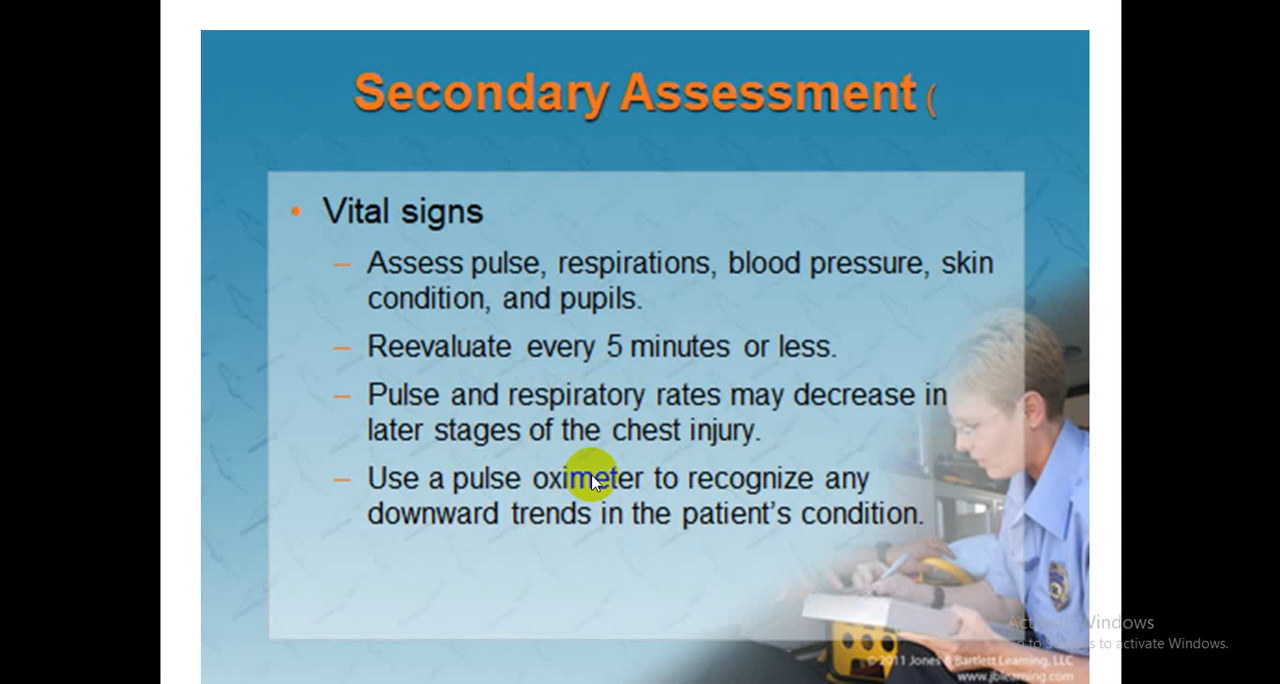 Secondary Assessment (
• Vital signs
– Assess pulse, respirations, blood pressure, skin
condition, and pupils.
– Reevaluate every 5 minutes or less.
– Pulse and respiratory rates may decrease in
later stages of the chest injury.
– Use a pulse oximeter to recognize any
downward trends in the patient's condition.
Activate Windows
Go to Settings to activate Windows.
© 2011 Jones & Bartlett Learning, LLC
www.jblearning.com